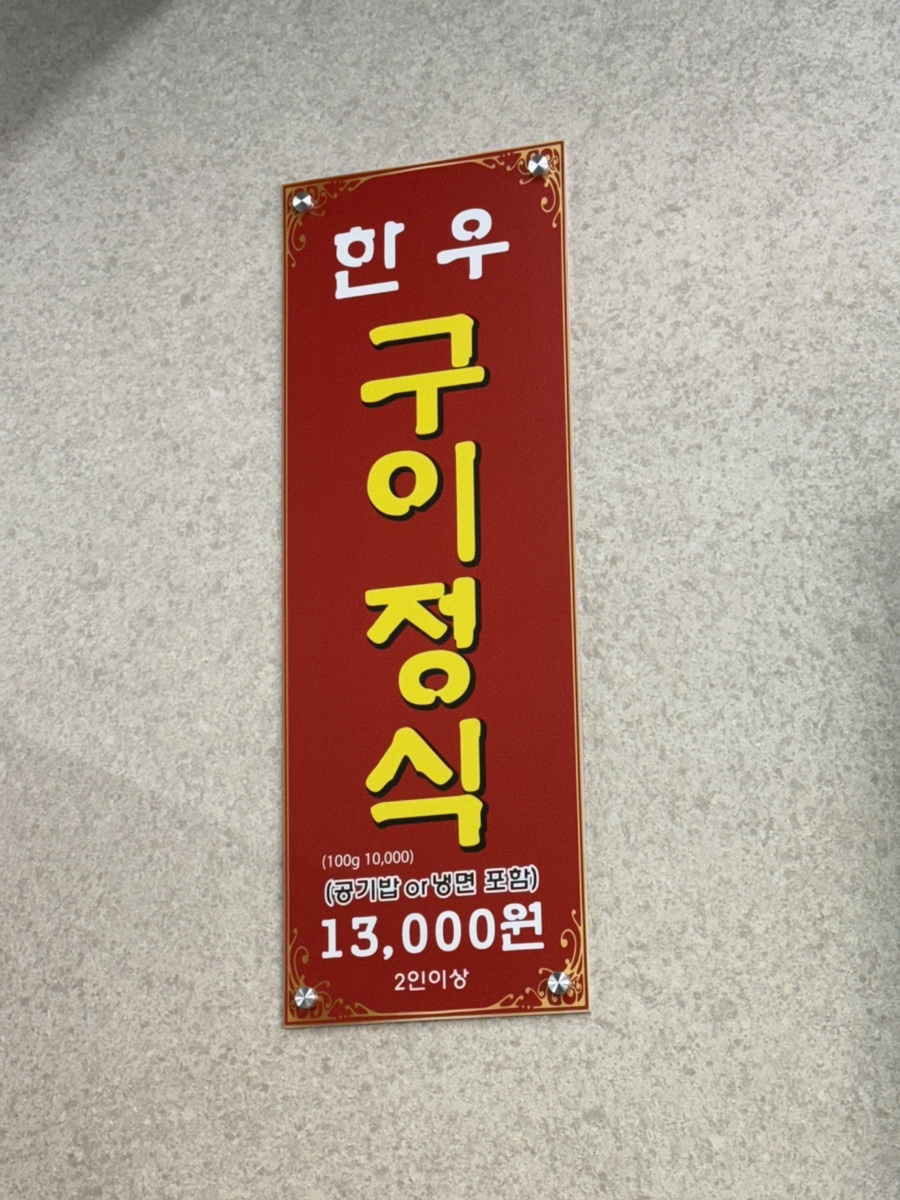 한우
구이정식
(100g 10,000)
(공기밥 or 냉면 포함)
13,000원
2인이상